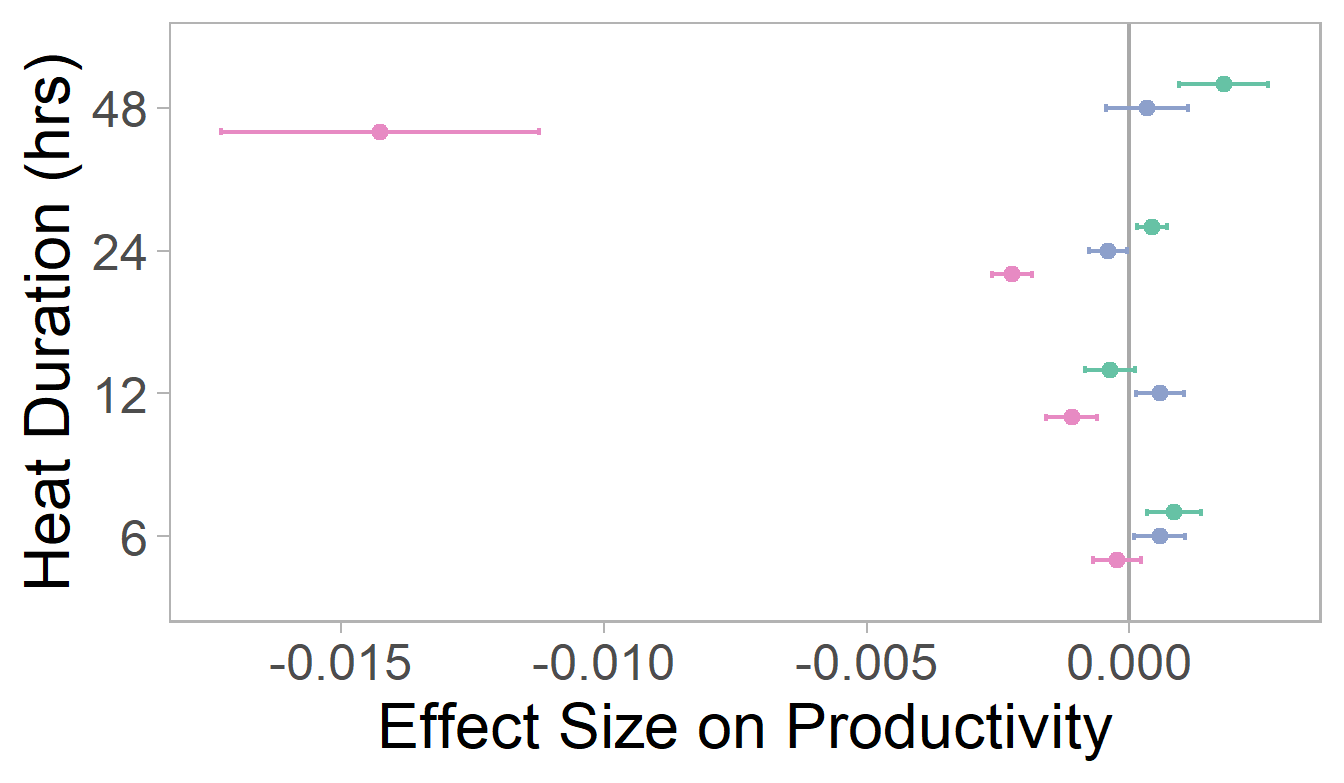 Heat Duration (hrs)
48
24
12
6
-0.015 -0.010 -0.005 0.000
Effect Size on Productivity